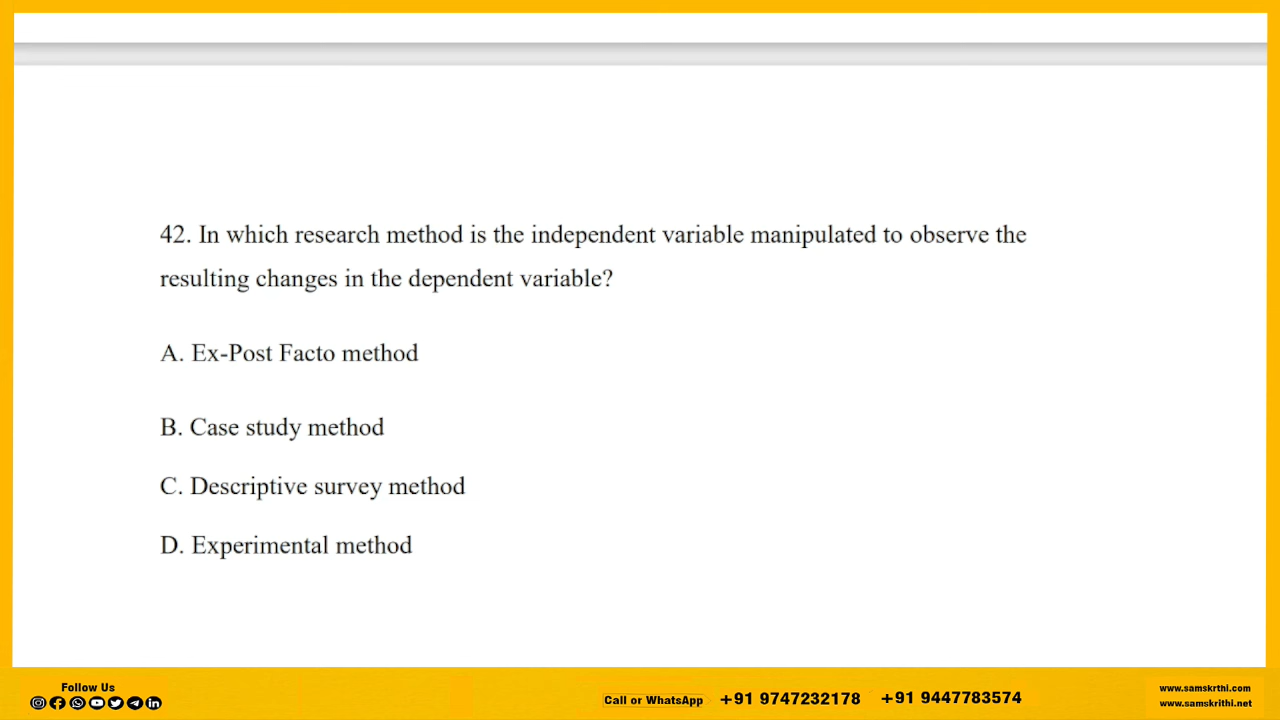 42. In which research method is the independent variable manipulated to observe the
resulting changes in the dependent variable?
A. Ex-Post Facto method
B. Case study method
C. Descriptive survey method
D. Experimental method
Follow Us
Call or WhatsApp +91 9747232178 +91 9447783574
www.samskrthi.com
www.samskrithi.net